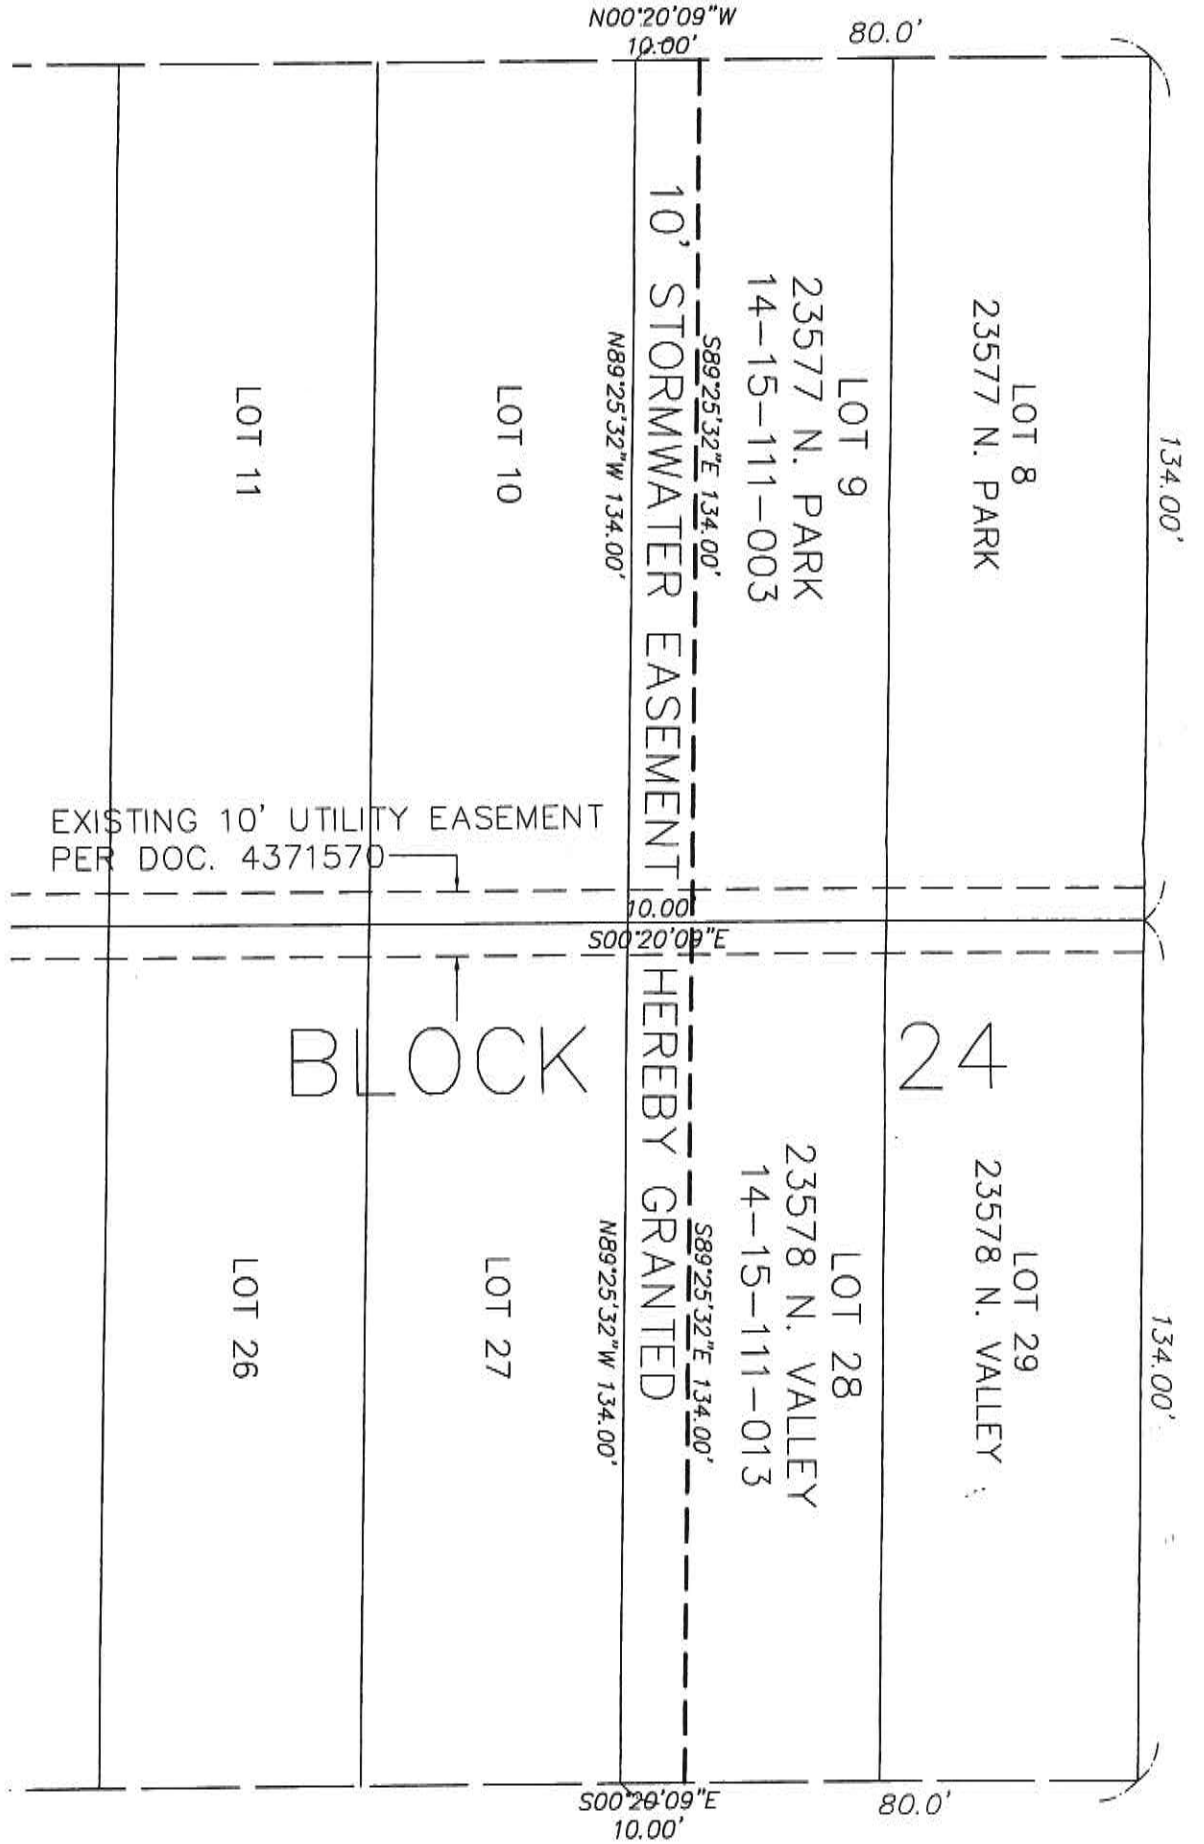 N00°20'09"W
10.00'
80.0'
134.00'
LOT 8
23577 N. PARK
LOT 9
23577 N. PARK
14-15-111-003
S89°25'32"E 134.00'
10' STORMWATER EASEMENT
N89°25'32"W 134.00'
LOT 10
LOT 11
EXISTING 10' UTILITY EASEMENT
PER DOC. 4371570
10.00'
S00°20'09"E
BLOCK 24
134.00'
LOT 29
23578 N. VALLEY
LOT 28
23578 N. VALLEY
14-15-111-013
S89°25'32"E 134.00'
HEREBY GRANTED
N89°25'32"W 134.00'
LOT 27
LOT 26
S00°20'09"E
10.00'
80.0'